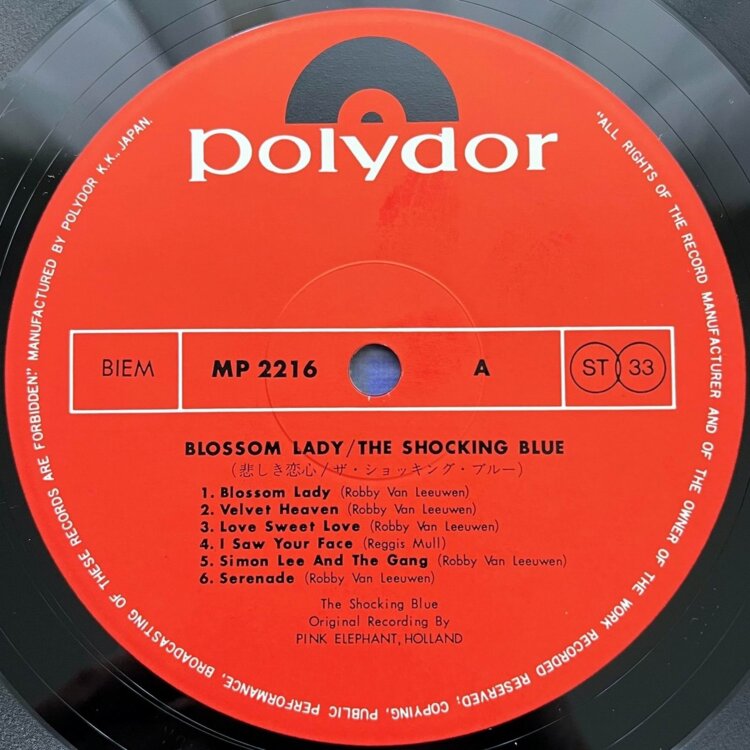 polydor
"ALL RIGHTS OF THE RECORD MANUFACTURER AND OF THE OWNER OF THE WORK RECORDED RESERVED; COPYING, PUBLIC PERFORMANCE, BROADCASTING OF THESE RECORDS ARE FORBIDDEN." MANUFACTURED BY POLYDOR K.K., JAPAN.
BIEM MP 2216 A ST 33
BLOSSOM LADY/THE SHOCKING BLUE
(悲しき恋心/ザ・ショッキング・ブルー)
1. Blossom Lady (Robby Van Leeuwen)
2. Velvet Heaven (Robby Van Leeuwen)
3. Love Sweet Love (Robby Van Leeuwen)
4. I Saw Your Face (Reggis Mull)
5. Simon Lee And The Gang (Robby Van Leeuwen)
6. Serenade (Robby Van Leeuwen)
The Shocking Blue
Original Recording By
PINK ELEPHANT, HOLLAND